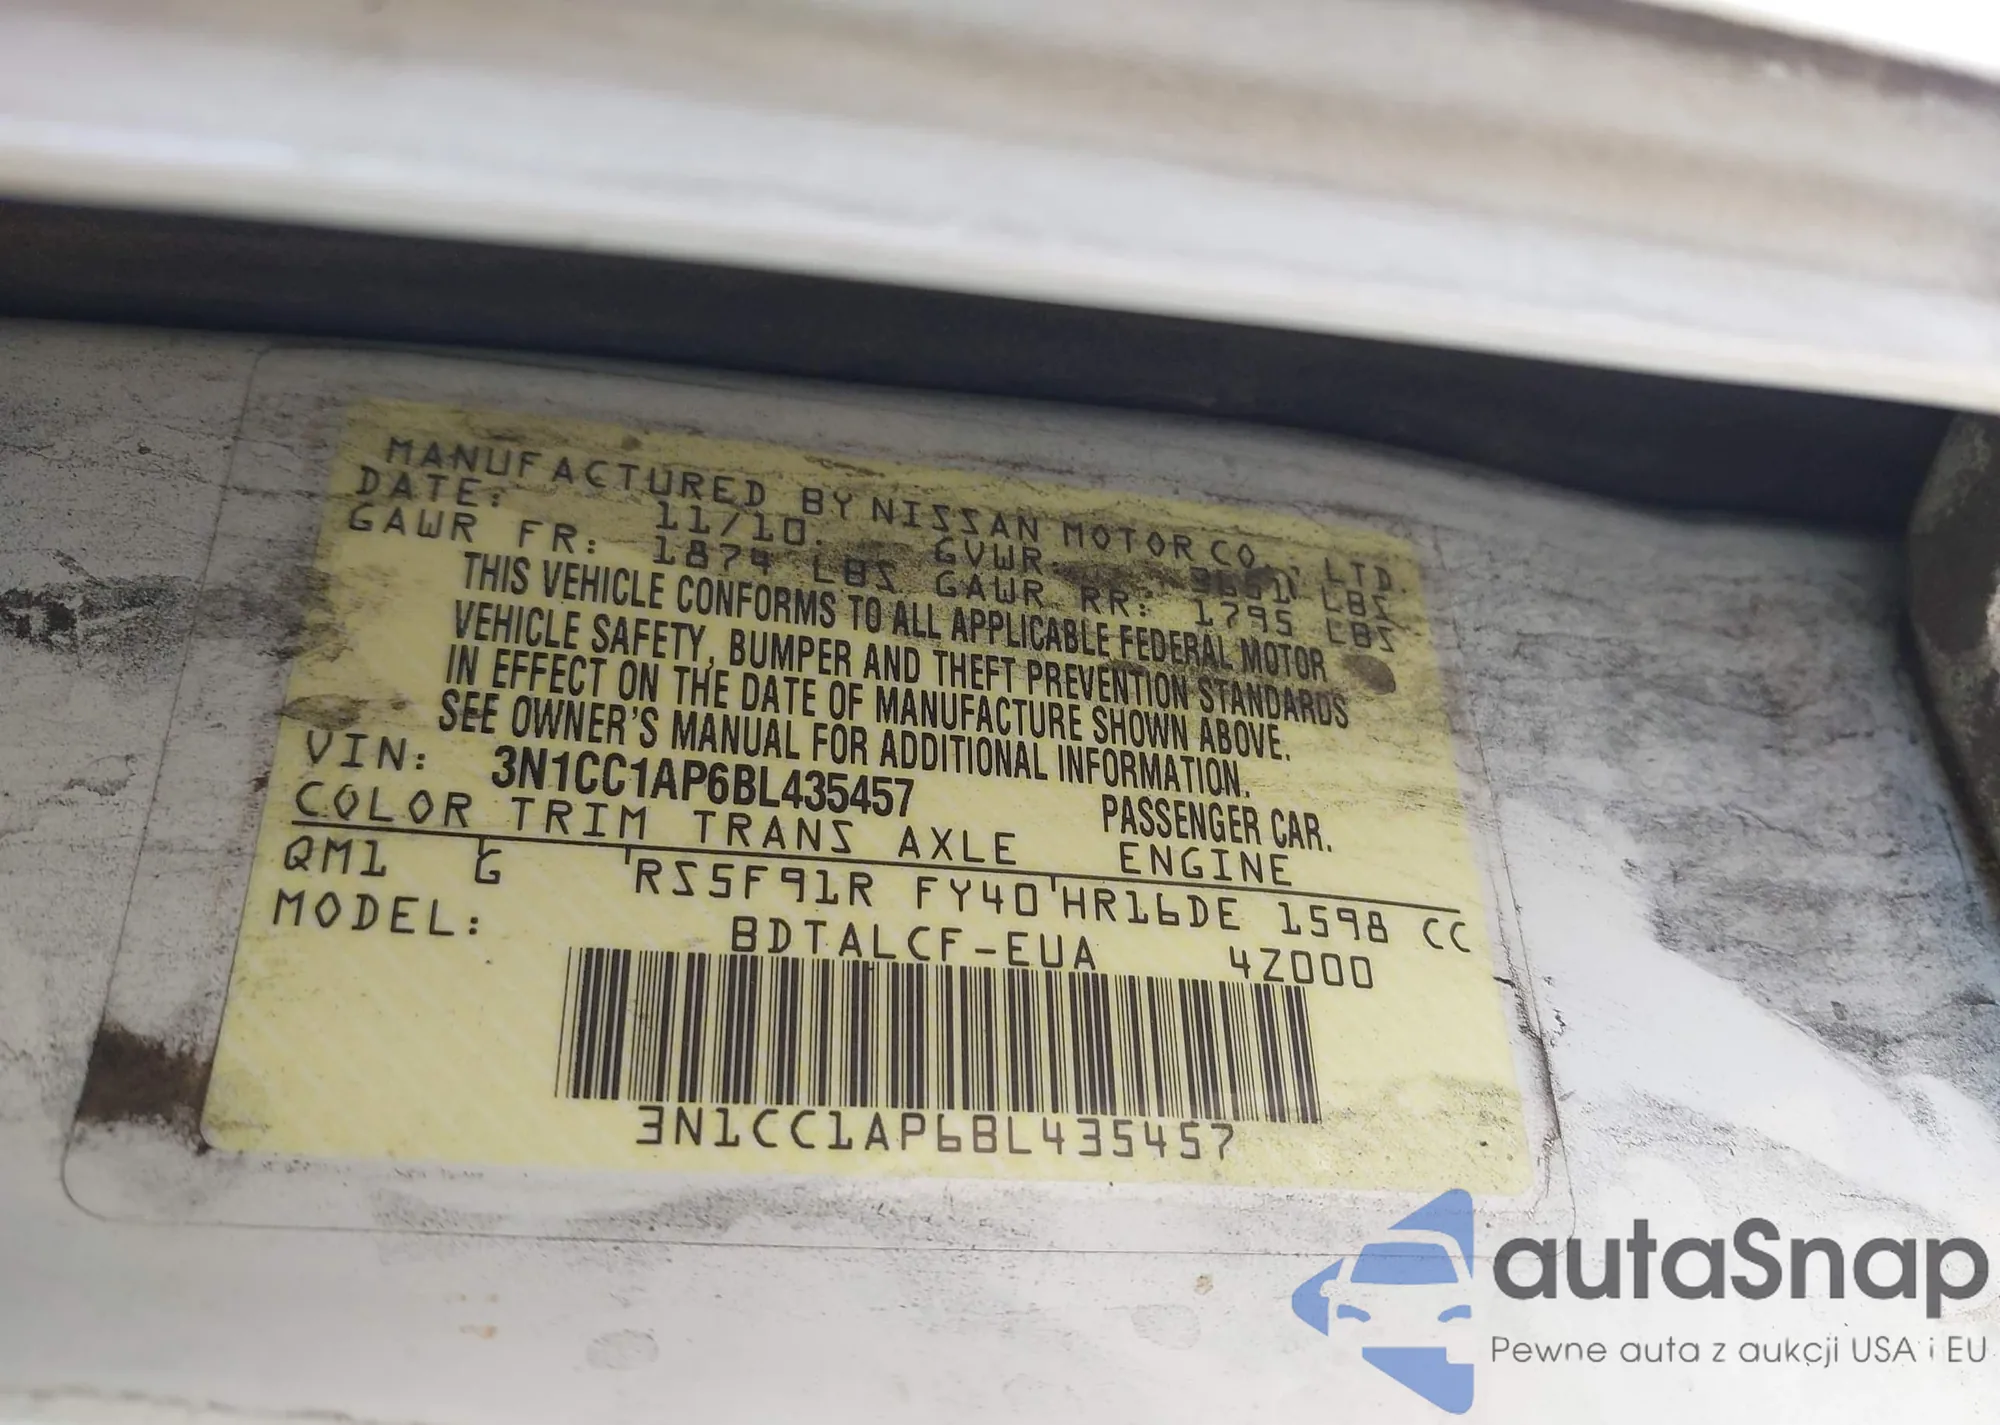 MANUFACTURED BY NISSAN MOTOR CO., LTD.
DATE: 11/10. GVWR: LBS
GAWR FR: 1874 LBS GAWR RR: 1795 LBS
THIS VEHICLE CONFORMS TO ALL APPLICABLE FEDERAL MOTOR
VEHICLE SAFETY, BUMPER AND THEFT PREVENTION STANDARDS
IN EFFECT ON THE DATE OF MANUFACTURE SHOWN ABOVE.
SEE OWNER'S MANUAL FOR ADDITIONAL INFORMATION.
VIN: 3N1CC1AP6BL435457 PASSENGER CAR.
COLOR TRIM TRANS AXLE ENGINE
QM1 G RS5F91R FY40 HR16DE 1598 CC
MODEL: BDTALCF-EUA 4Z000
3N1CC1AP6BL435457
autaSnap
Pewne auta z aukcji USA i EU